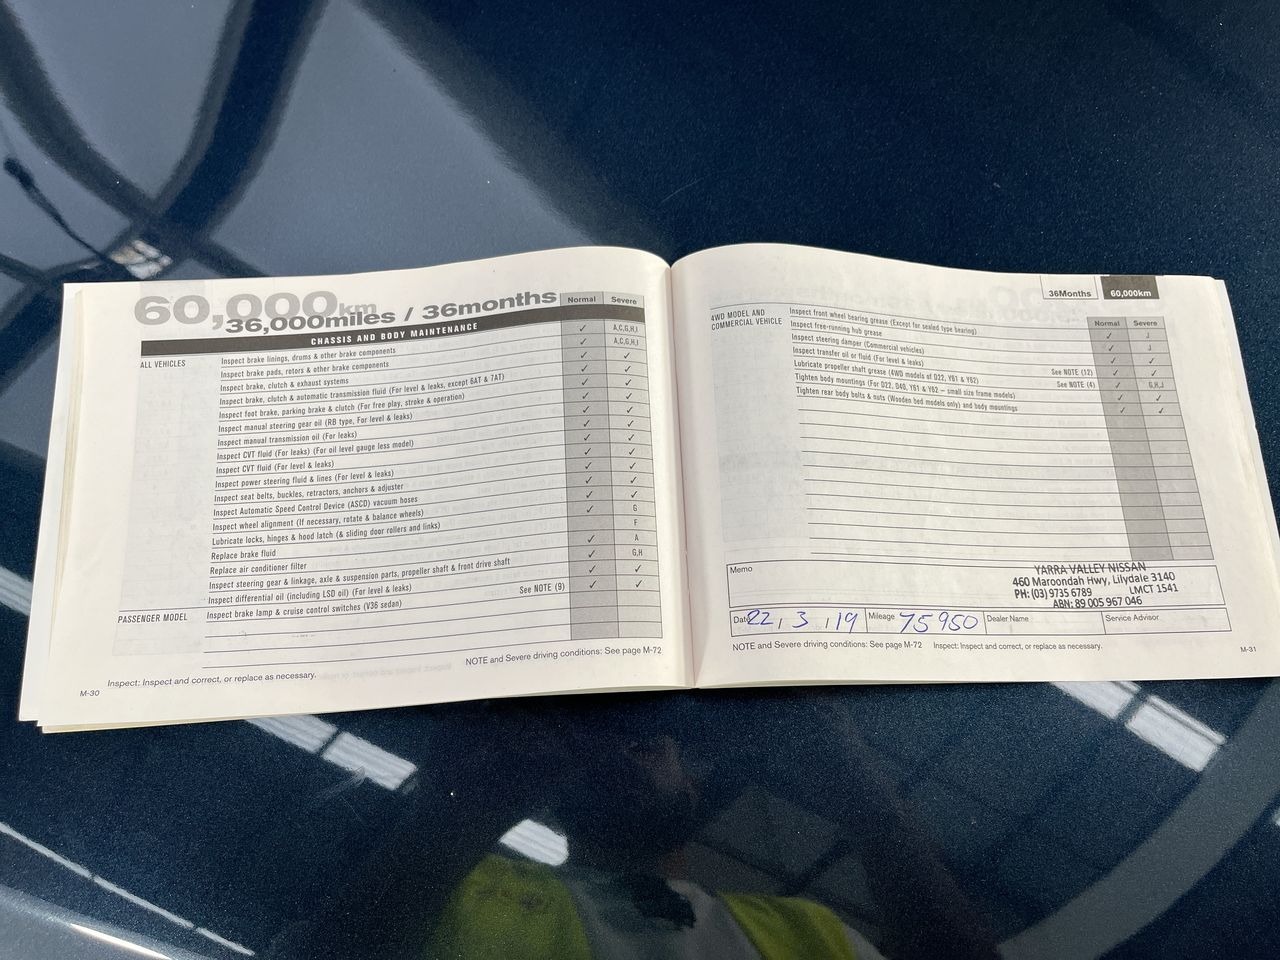 60,000km
36,000miles / 36months
Normal Severe
CHASSIS AND BODY MAINTENANCE
ALL VEHICLES
Inspect brake linings, drums & other brake components ✓ A,C,G,H,I
Inspect brake pads, rotors & other brake components ✓ A,C,G,H,I
Inspect brake, clutch & exhaust systems ✓ ✓
Inspect brake, clutch & automatic transmission fluid (For level & leaks, except 6AT & 7AT) ✓ ✓
Inspect foot brake, parking brake & clutch (For free play, stroke & operation) ✓ ✓
Inspect manual steering gear oil (RB type, For level & leaks) ✓ ✓
Inspect manual transmission oil (For leaks) ✓ ✓
Inspect CVT fluid (For leaks) (For oil level gauge less model) ✓ ✓
Inspect CVT fluid (For level & leaks) ✓ ✓
Inspect power steering fluid & lines (For level & leaks) ✓ ✓
Inspect seat belts, buckles, retractors, anchors & adjuster ✓ ✓
Inspect Automatic Speed Control Device (ASCD) vacuum hoses ✓ ✓
Inspect wheel alignment (If necessary, rotate & balance wheels) ✓ ✓
Lubricate locks, hinges & hood latch (& sliding door rollers and links) ✓ G
Replace brake fluid F
Replace air conditioner filter ✓ A
Inspect steering gear & linkage, axle & suspension parts, propeller shaft & front drive shaft ✓ G,H
Inspect differential oil (including LSD oil) (For level & leaks) See NOTE (9) ✓ ✓
PASSENGER MODEL
Inspect brake lamp & cruise control switches (V36 sedan) ✓ ✓
NOTE and Severe driving conditions: See page M-72
Inspect: Inspect and correct, or replace as necessary.
M-30
36Months 60,000km
Normal Severe
4WD MODEL AND
COMMERCIAL VEHICLE
Inspect front wheel bearing grease (Except for sealed type bearing) ✓ J
Inspect free-running hub grease ✓ J
Inspect steering damper (Commercial vehicles) ✓ ✓
Inspect transfer oil or fluid (For level & leaks) See NOTE (12) ✓ ✓
Lubricate propeller shaft grease (4WD models of D22, Y61 & Y62) See NOTE (4) ✓ G,H,J
Tighten body mountings (For D22, D40, Y61 & Y62 – small size frame models) ✓ ✓
Tighten rear body bolts & nuts (Wooden bed models only) and body mountings ✓ ✓
Memo
YARRA VALLEY NISSAN
460 Maroondah Hwy, Lilydale 3140
PH: (03) 9735 6789 LMCT 1541
ABN: 89 005 967 046
Date 22, 3, 19 Mileage 75950 Dealer Name Service Advisor
NOTE and Severe driving conditions: See page M-72 Inspect: Inspect and correct, or replace as necessary.
M-31